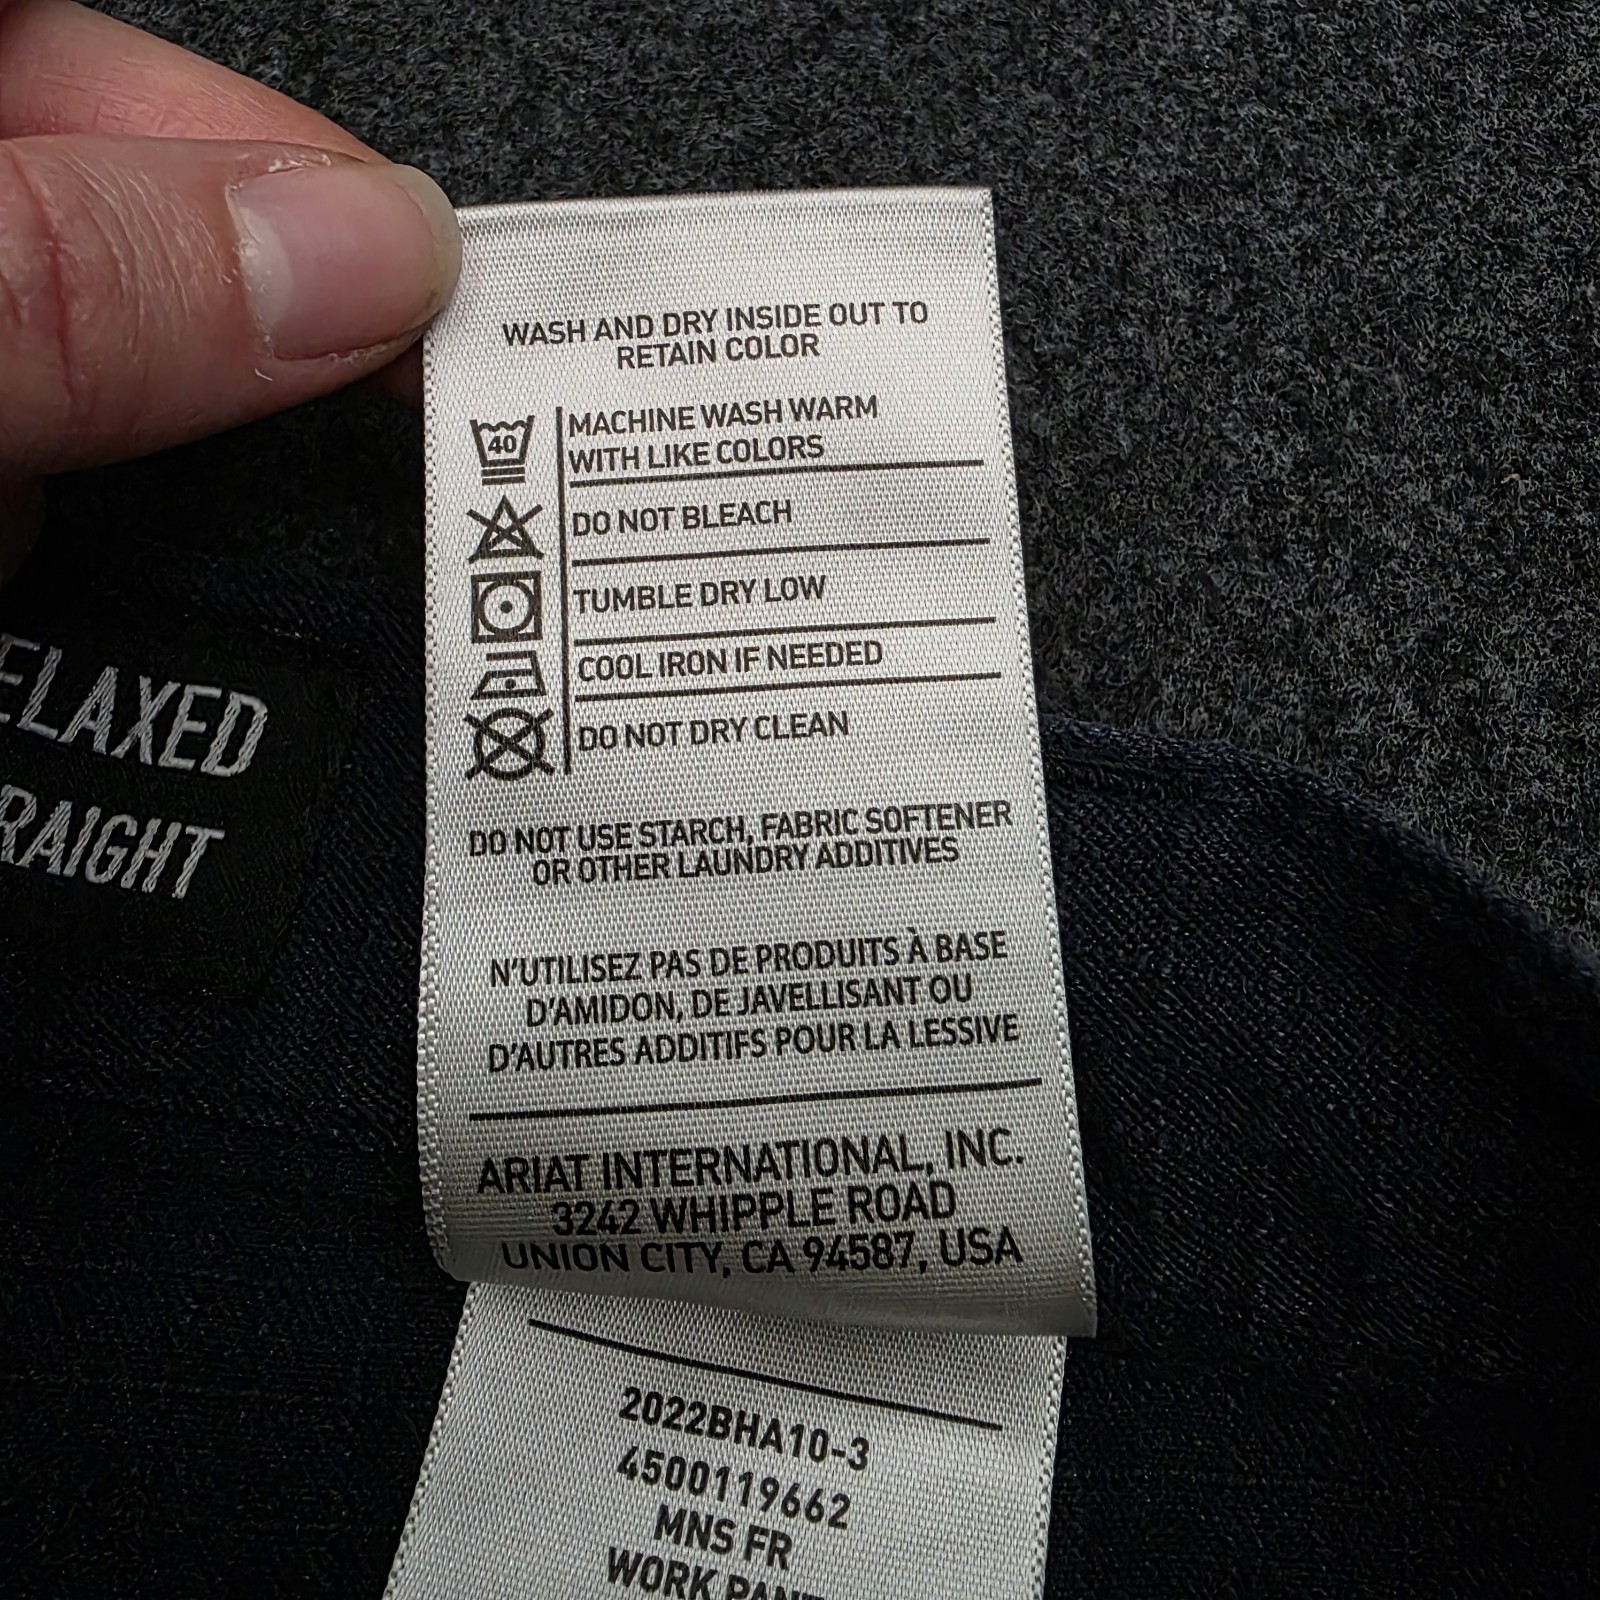 WASH AND DRY INSIDE OUT TO
RETAIN COLOR
40
MACHINE WASH WARM
WITH LIKE COLORS
DO NOT BLEACH
TUMBLE DRY LOW
COOL IRON IF NEEDED
DO NOT DRY CLEAN
DO NOT USE STARCH, FABRIC SOFTENER
OR OTHER LAUNDRY ADDITIVES
N'UTILISEZ PAS DE PRODUITS À BASE
D'AMIDON, DE JAVELLISANT OU
D'AUTRES ADDITIFS POUR LA LESSIVE
ARIAT INTERNATIONAL, INC.
3242 WHIPPLE ROAD
UNION CITY, CA 94587, USA
2022BHA10-3
4500119662
MNS FR
WORK PANT
ELAXED
RAIGHT